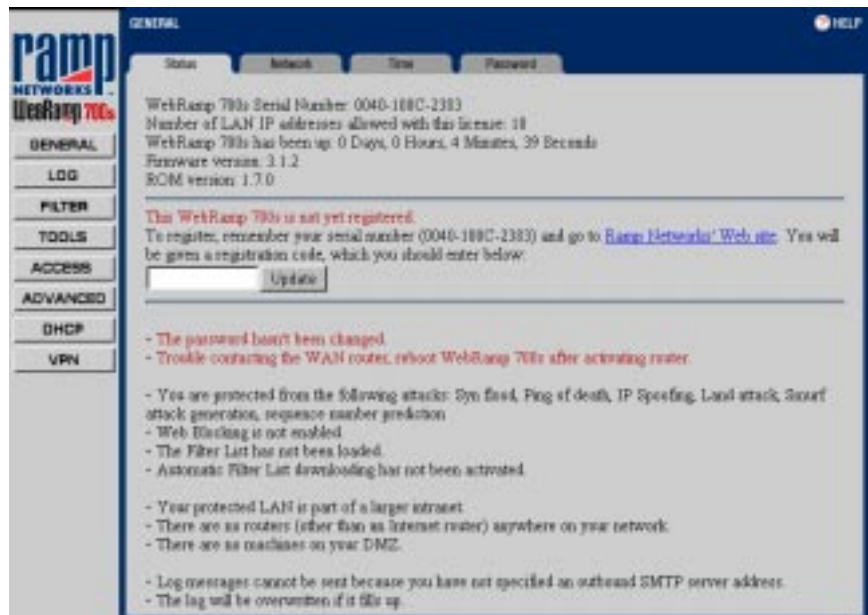 GENERAL
HELP
ramp
NETWORKS
WebRamp 700s
Status
Network
Time
Password
GENERAL
LOG
FILTER
TOOLS
ACCESS
ADVANCED
DHCP
VPN
WebRamp 700s Serial Number: 0040-100C-2383
Number of LAN IP addresses allowed with this license: 10
WebRamp 700s has been up: 0 Days, 0 Hours, 4 Minutes, 39 Seconds
Firmware version: 3.1.2
ROM version: 1.7.0
This WebRamp 700s is not yet registered.
To register, remember your serial number (0040-100C-2383) and go to Ramp Networks' Web site. You will
be given a registration code, which you should enter below:
Update
- The password hasn't been changed.
- Trouble contacting the WAN router, reboot WebRamp 700s after activating router.
- You are protected from the following attacks: Syn flood, Ping of death, IP Spoofing, Land attack, Smurf
attack generation, sequence number prediction
- Web Blocking is not enabled.
- The Filter List has not been loaded.
- Automatic Filter List downloading has not been activated.
- Your protected LAN is part of a larger intranet
- There are no routers (other than an Internet router) anywhere on your network.
- There are no machines on your DMZ.
- Log messages cannot be sent because you have not specified an outbound SMTP server address.
- The log will be overwritten if it fills up.